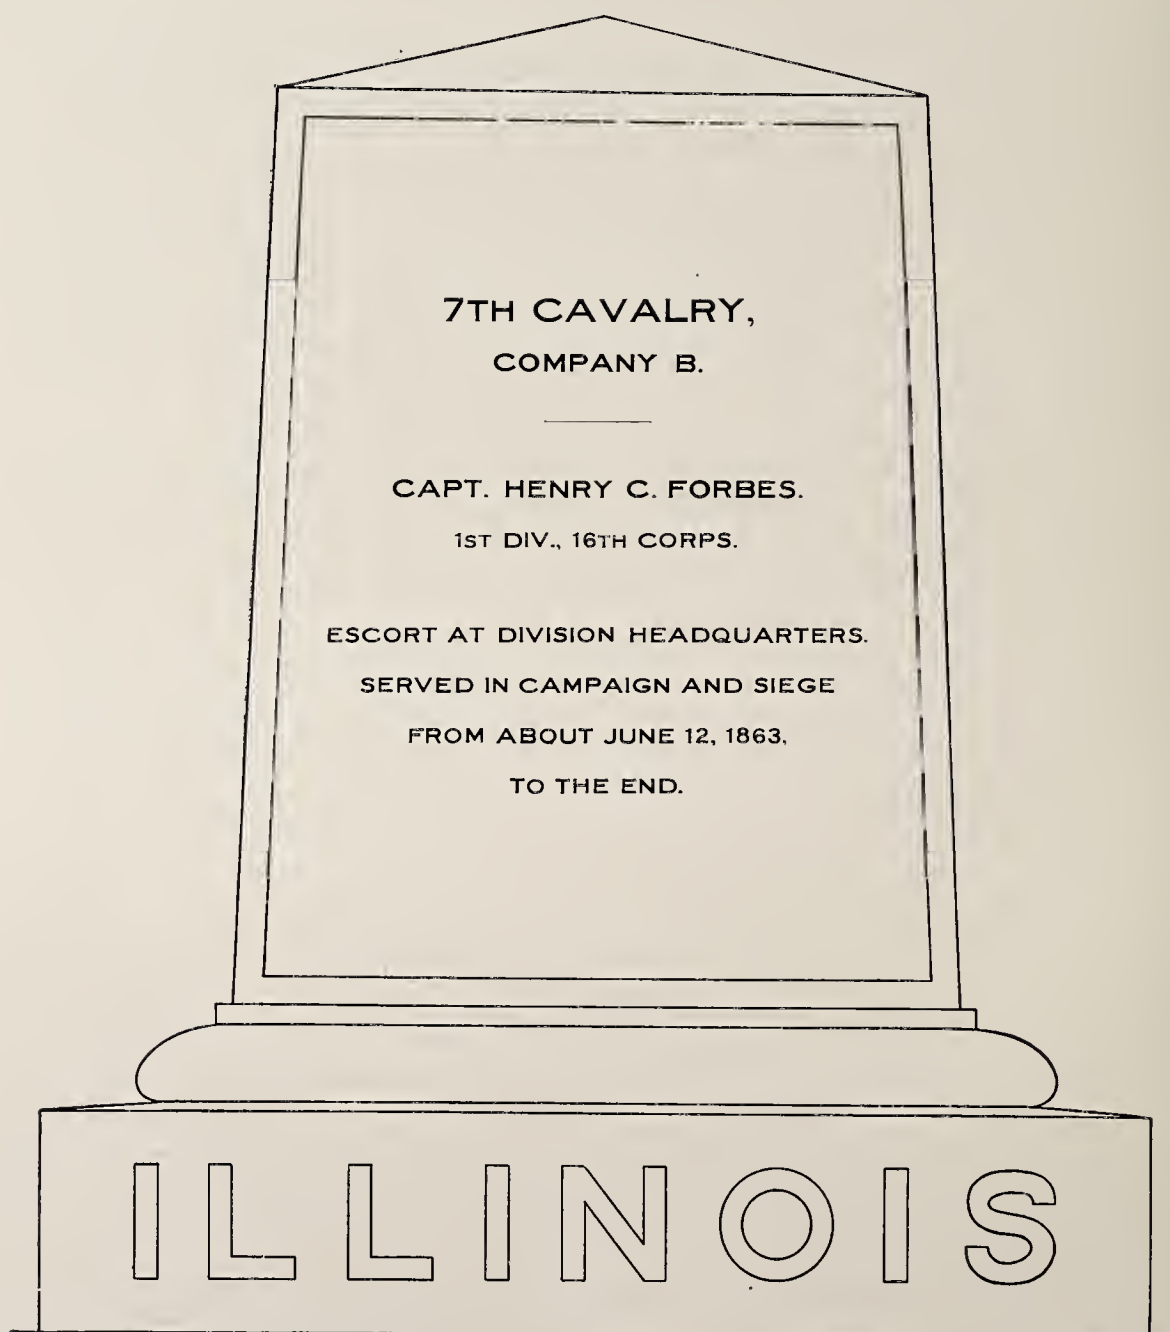 7TH CAVALRY,
COMPANY B.
CAPT. HENRY C. FORBES.
1ST DIV., 16TH CORPS.
ESCORT AT DIVISION HEADQUARTERS.
SERVED IN CAMPAIGN AND SIEGE
FROM ABOUT JUNE 12, 1863,
TO THE END.
ILLINOIS